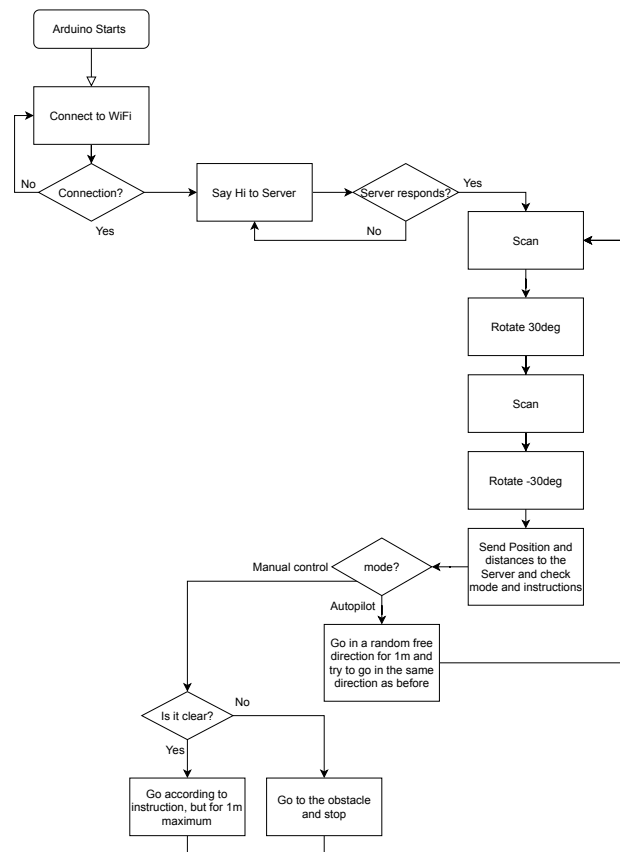 Arduino Starts
Connect to WiFi
No
Connection?
Yes
Say Hi to Server
Server responds?
Yes
No
Scan
Rotate 30deg
Scan
Rotate -30deg
Send Position and
distances to the
Server and check
mode and instructions
Manual control
mode?
Autopilot
Go in a random free
direction for 1m and
try to go in the same
direction as before
Is it clear?
No
Yes
Go according to
instruction, but for 1m
maximum
Go to the obstacle
and stop